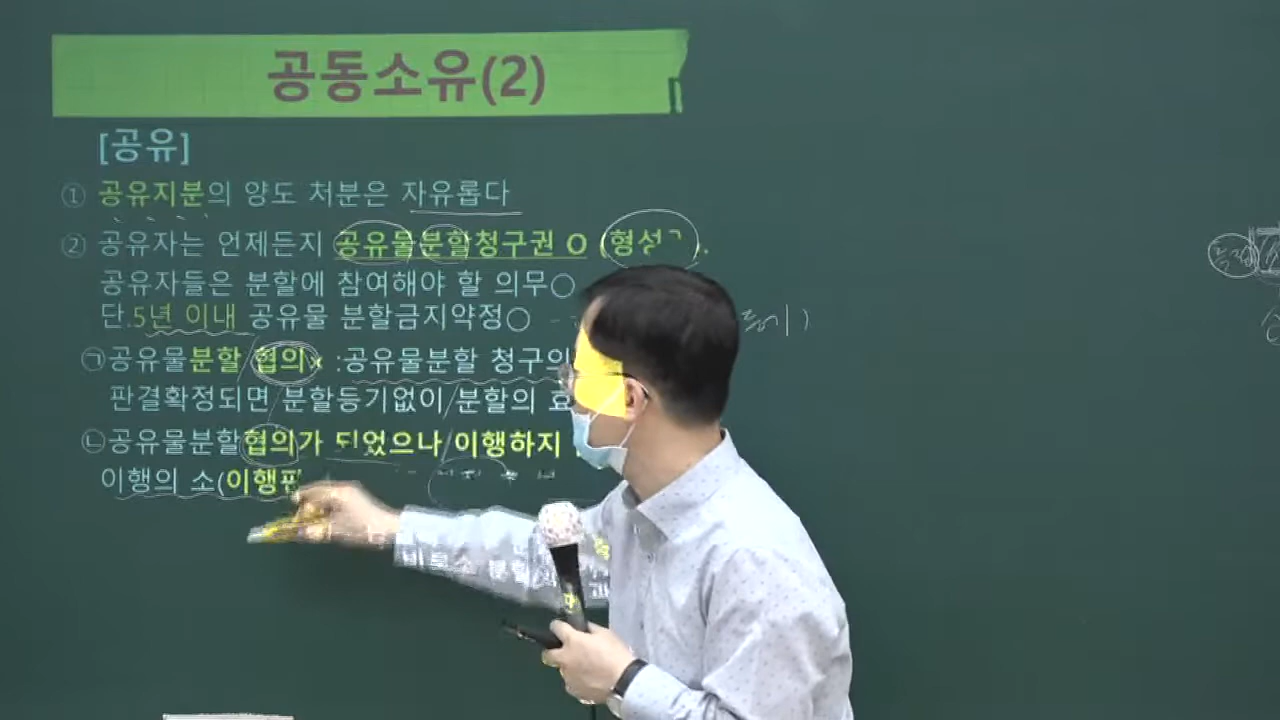 공동소유(2)
[공유]
① 공유지분의 양도 처분은 자유롭다
② 공유자는 언제든지 공유물분할청구권 O (형성
공유자들은 분할에 참여해야 할 의무○
단.5년 이내 공유물 분할금지약정○
㉠공유물분할 협의× :공유물분할 청구의
판결확정되면 분할등기없이 분할의 효
㉡공유물분할협의가 되었으나 이행하지
이행의 소(이행판
비로소 분할